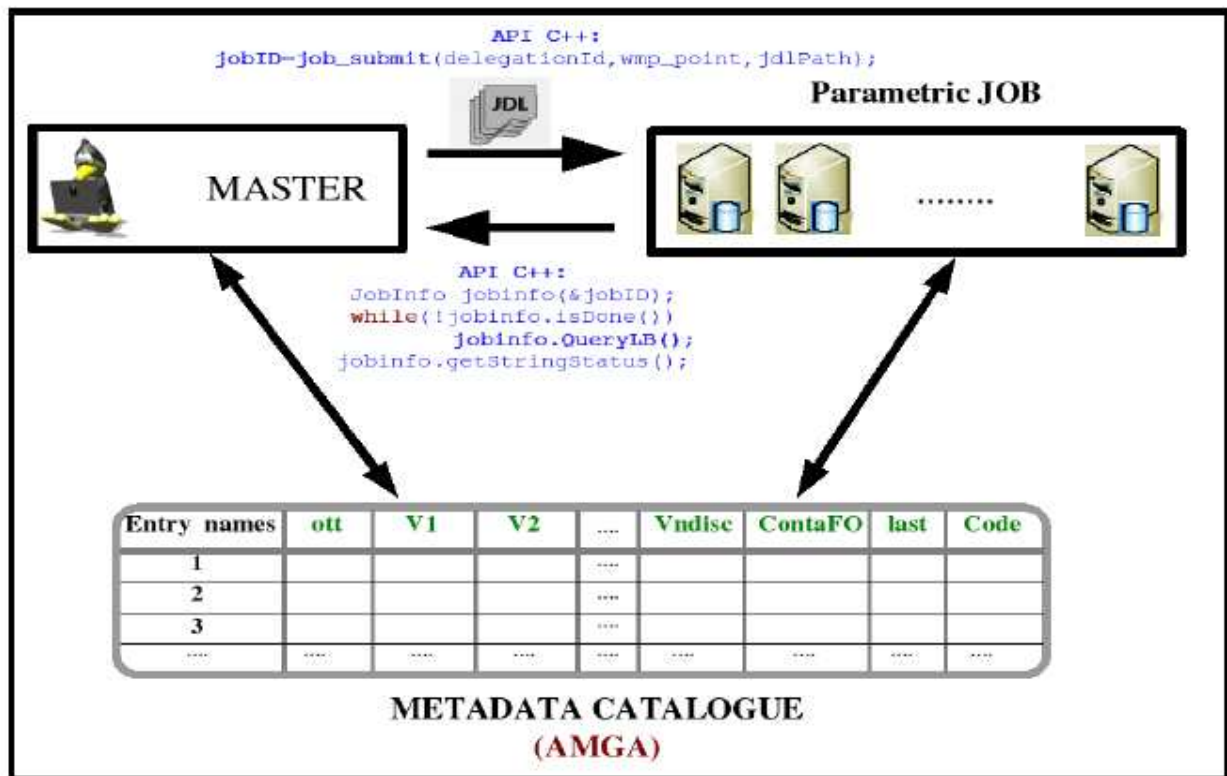 API C++:
jobID=job_submit(delegationId,wmp_point,jdlPath);
Parametric JOB
JDL
MASTER
........
API C++:
JobInfo jobinfo(&jobID);
while(!jobinfo.isDone())
jobinfo.QueryLB();
jobinfo.getStringStatus();
Entry names ott V1 V2 .... Vndisc ContaFO last Code
1 ....
2 ....
3 ....
.... .... .... .... .... .... .... .... ....
METADATA CATALOGUE
(AMGA)